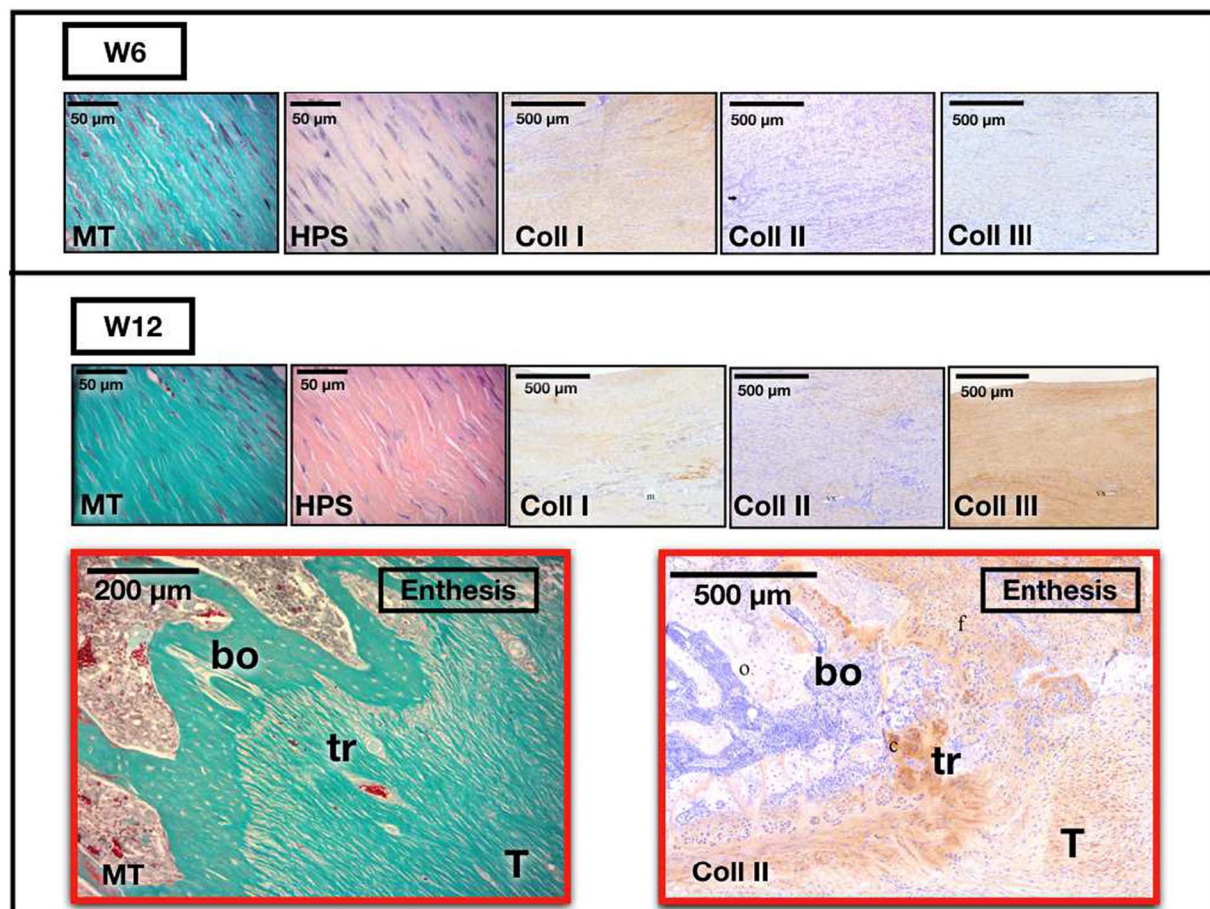 W6
50 µm
50 µm
500 µm
500 µm
500 µm
MT
HPS
Coll I
Coll II
Coll III
W12
50 µm
50 µm
500 µm
500 µm
500 µm
m
vs
vs
MT
HPS
Coll I
Coll II
Coll III
200 µm
Enthesis
bo
tr
MT
T
500 µm
Enthesis
f
o
bo
c
tr
T
Coll II